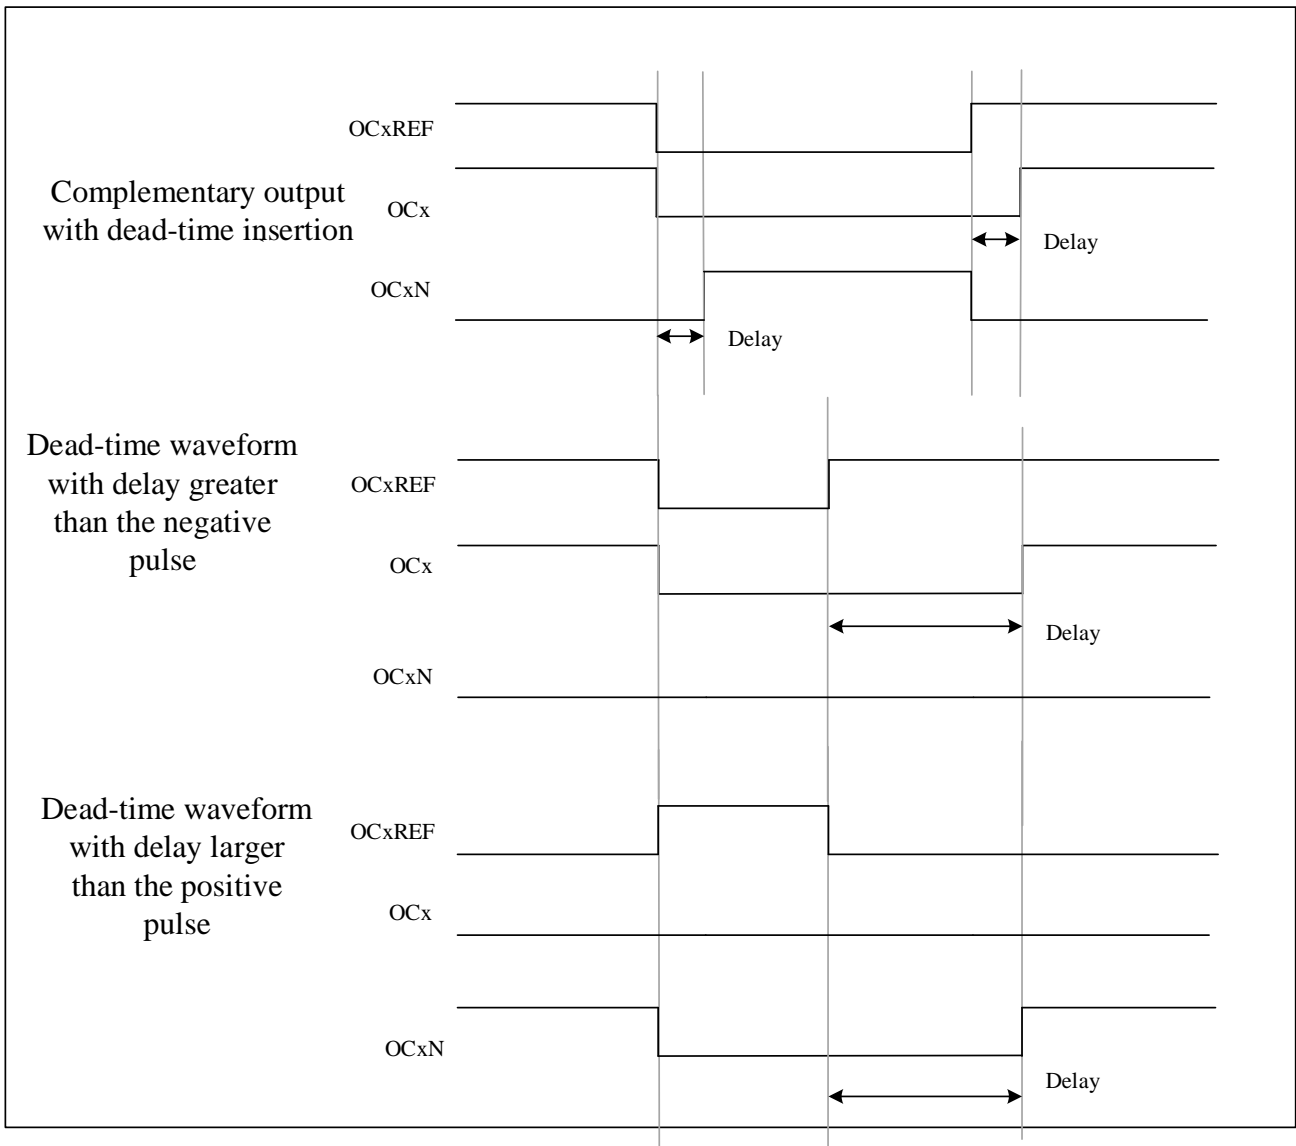 OCxREF
Complementary output
with dead-time insertion
OCx
Delay
OCxN
Delay
Dead-time waveform
with delay greater
than the negative
pulse
OCxREF
OCx
Delay
OCxN
Dead-time waveform
with delay larger
than the positive
pulse
OCxREF
OCx
OCxN
Delay